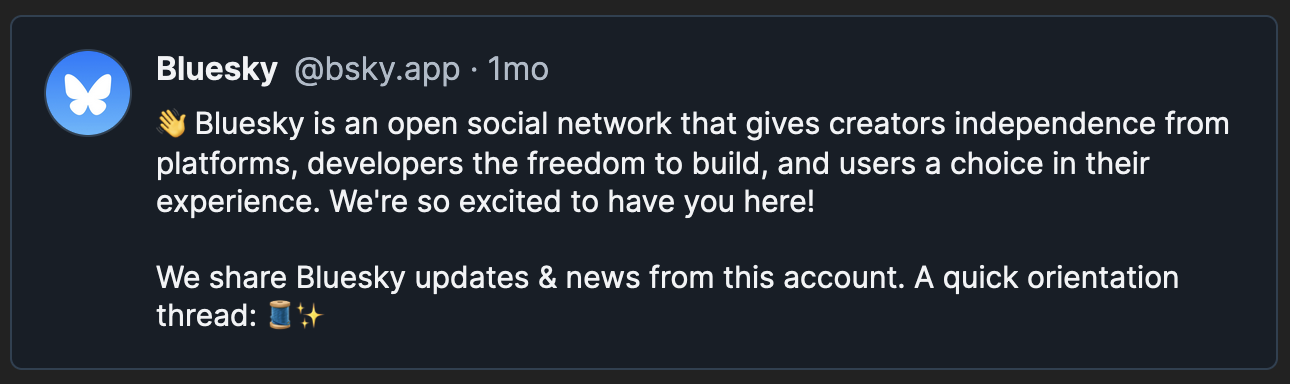 Bluesky @bsky.app · 1mo
👋 Bluesky is an open social network that gives creators independence from
platforms, developers the freedom to build, and users a choice in their
experience. We're so excited to have you here!
We share Bluesky updates & news from this account. A quick orientation
thread: 🧵✨